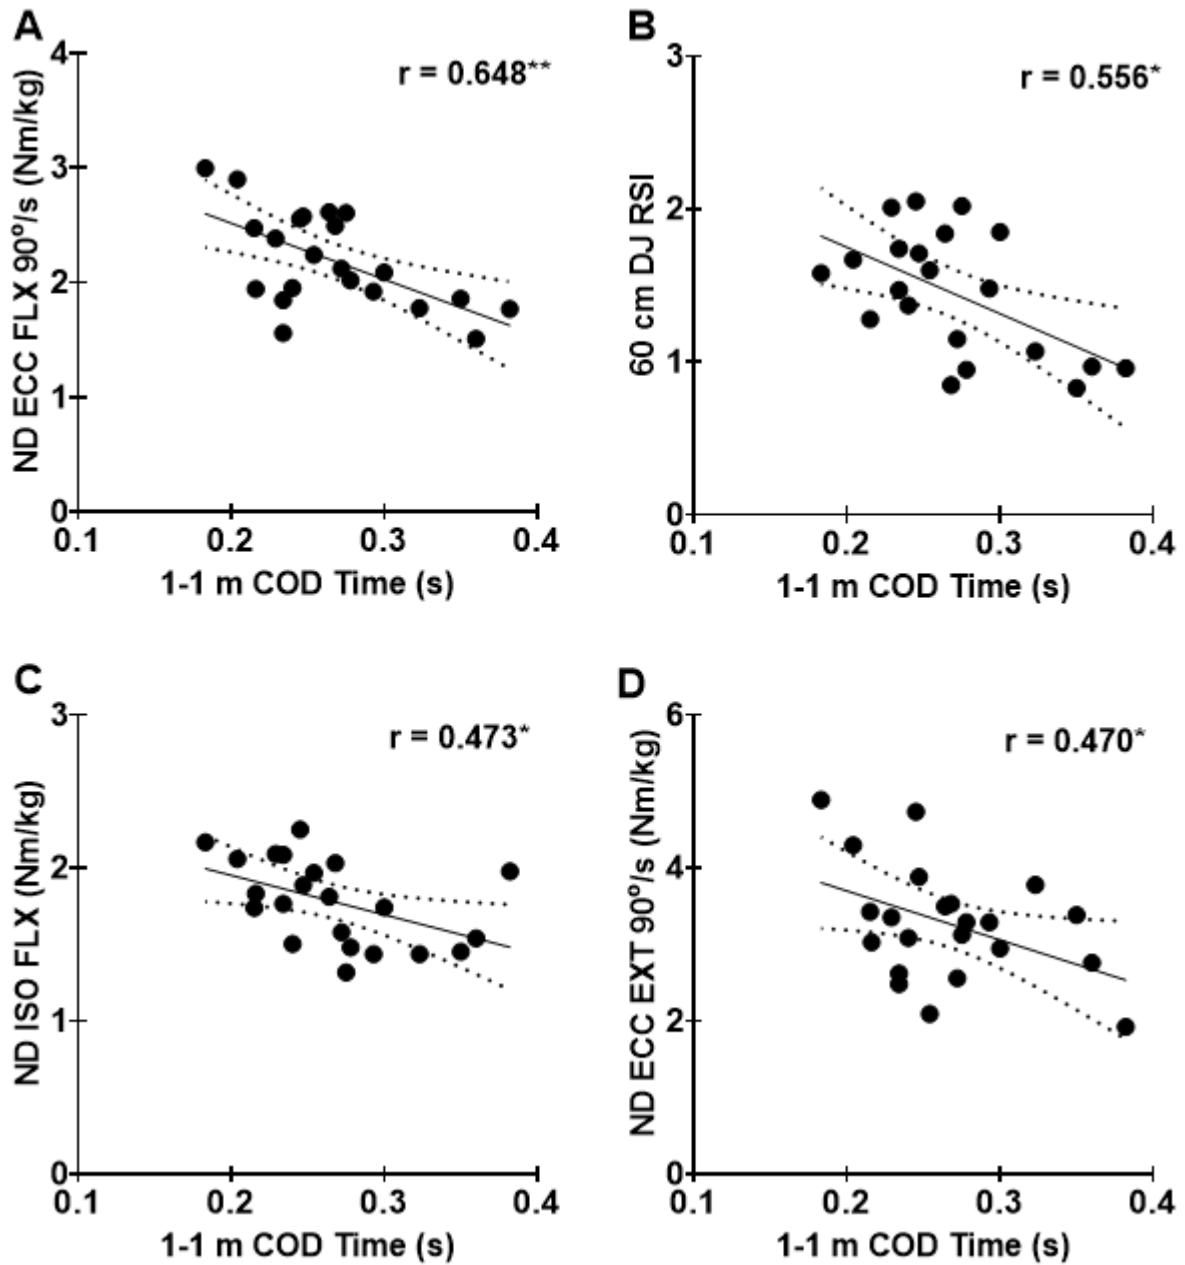 A
r = 0.648**
ND ECC FLX 90º/s (Nm/kg)
4
3
2
1
0
0.1 0.2 0.3 0.4
1-1 m COD Time (s)
B
r = 0.556*
60 cm DJ RSI
3
2
1
0
0.1 0.2 0.3 0.4
1-1 m COD Time (s)
C
r = 0.473*
ND ISO FLX (Nm/kg)
3
2
1
0
0.1 0.2 0.3 0.4
1-1 m COD Time (s)
D
r = 0.470*
ND ECC EXT 90º/s (Nm/kg)
6
4
2
0
0.1 0.2 0.3 0.4
1-1 m COD Time (s)